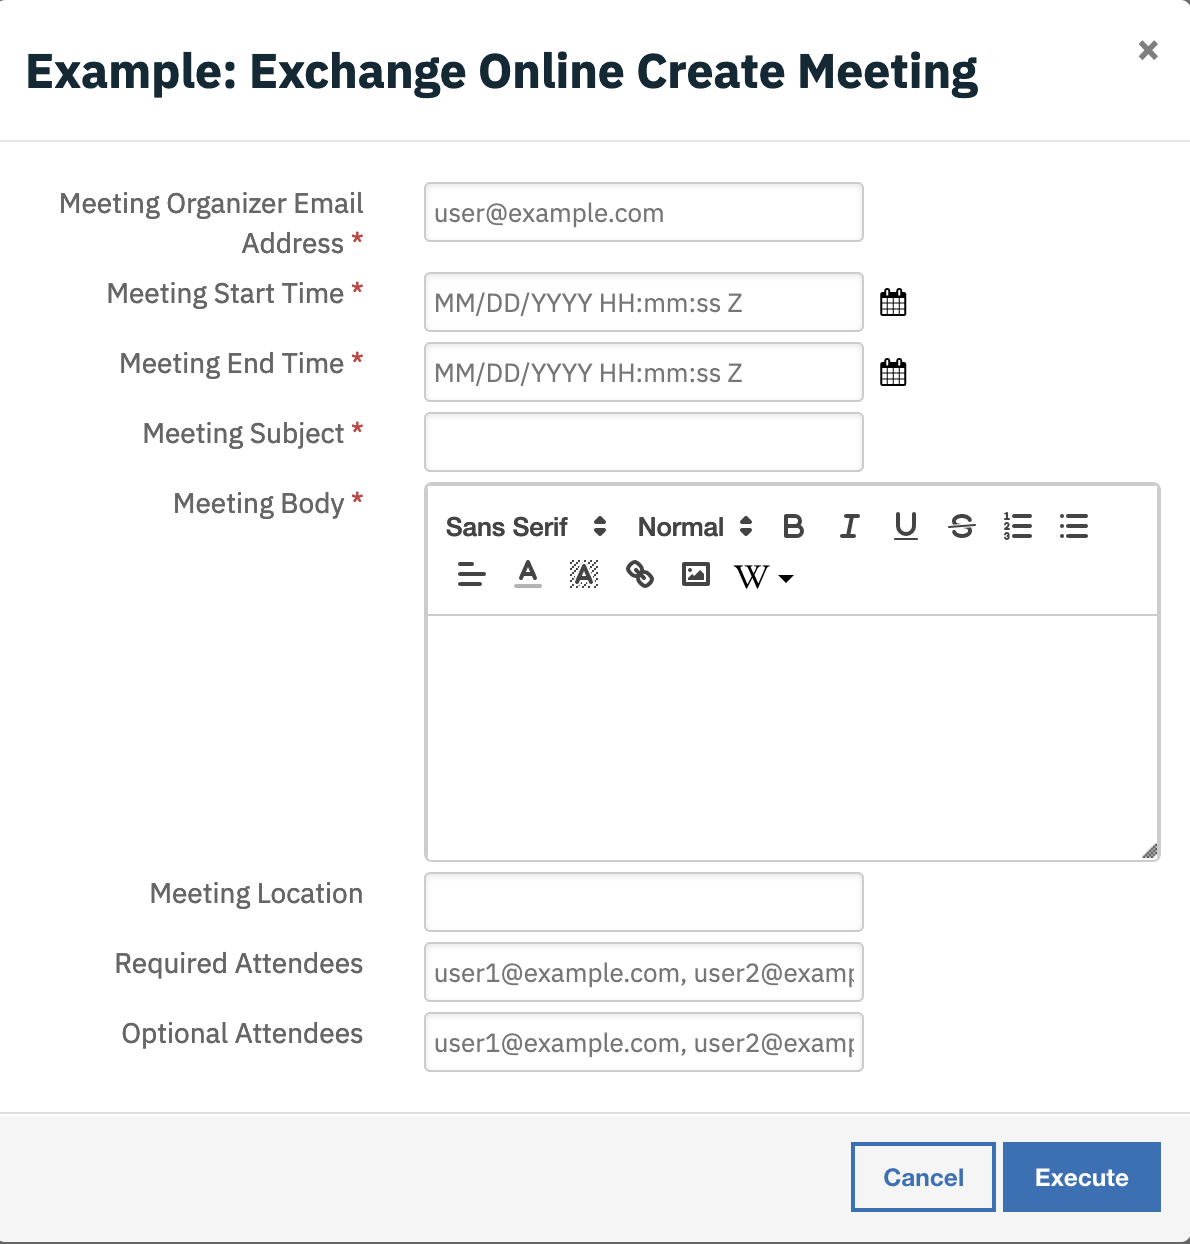 Example: Exchange Online Create Meeting
Meeting Organizer Email
Address *
user@example.com
Meeting Start Time *
MM/DD/YYYY HH:mm:ss Z
Meeting End Time *
MM/DD/YYYY HH:mm:ss Z
Meeting Subject *
Meeting Body *
Sans Serif Normal B I U S
A A W
Meeting Location
Required Attendees
user1@example.com, user2@examp
Optional Attendees
user1@example.com, user2@examp
Cancel Execute